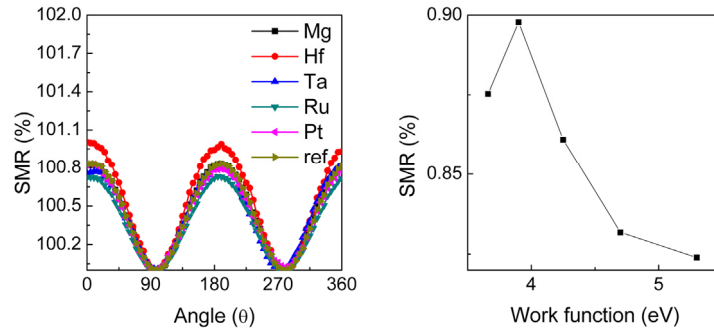 102.0
101.7
101.4
101.1
100.8
100.5
100.2
SMR (%)
0 90 180 270 360
Angle (θ)
Mg
Hf
Ta
Ru
Pt
ref
0.90
0.85
SMR (%)
4 5
Work function (eV)